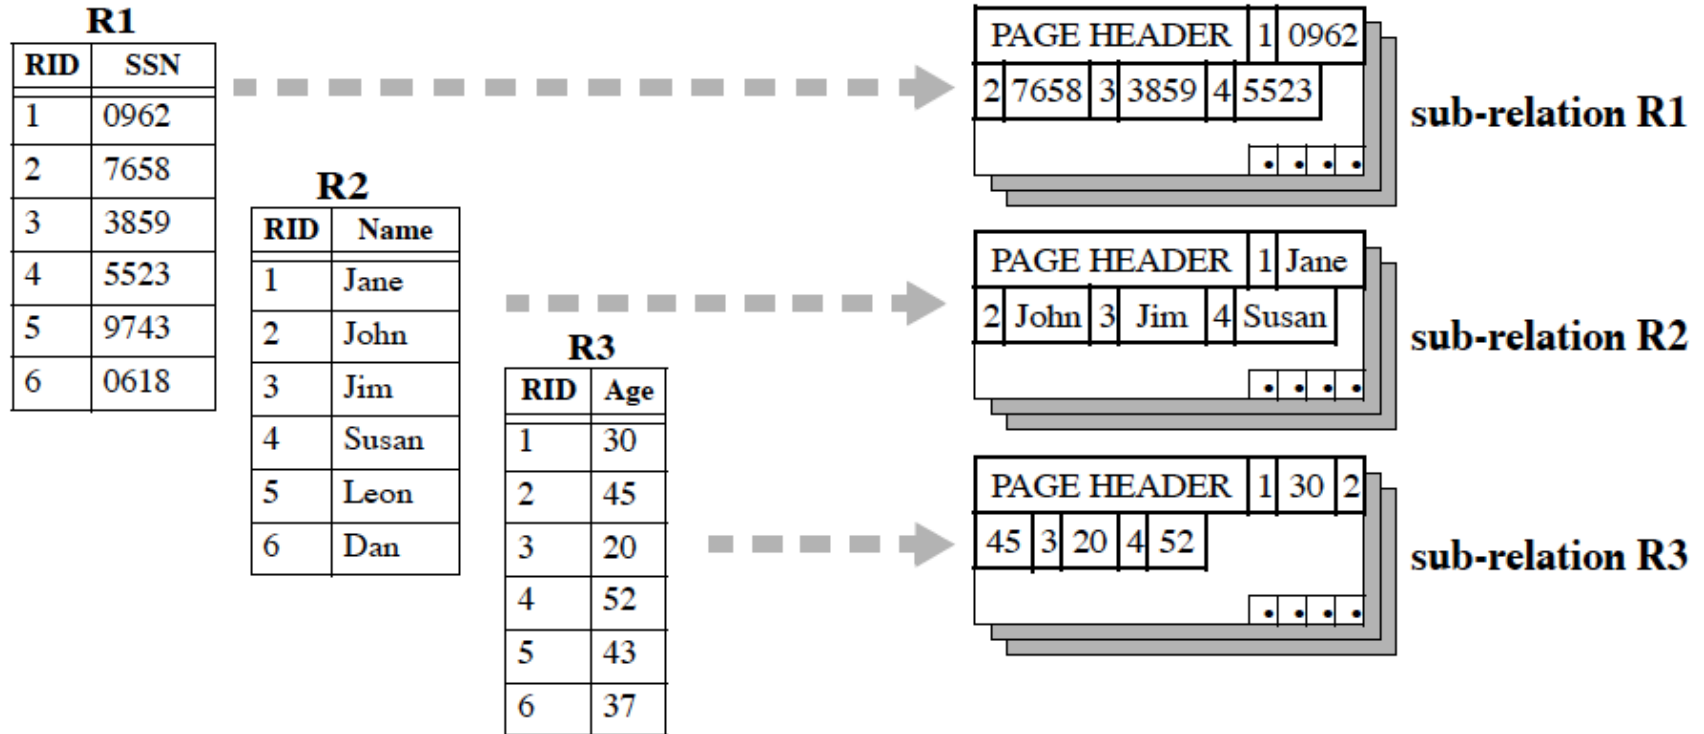 R1
RID SSN
1 0962
2 7658
3 3859
4 5523
5 9743
6 0618
R2
RID Name
1 Jane
2 John
3 Jim
4 Susan
5 Leon
6 Dan
R3
RID Age
1 30
2 45
3 20
4 52
5 43
6 37
PAGE HEADER 1 0962
2 7658 3 3859 4 5523
sub-relation R1
PAGE HEADER 1 Jane
2 John 3 Jim 4 Susan
sub-relation R2
PAGE HEADER 1 30 2
45 3 20 4 52
sub-relation R3